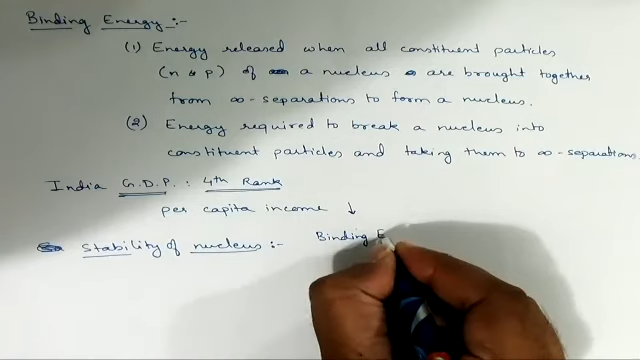 Binding Energy :-
(1) Energy released when all constituent particles
(n & p) of a nucleus are brought together
from ∞-separations to form a nucleus.
(2) Energy required to break a nucleus into
constituent particles and taking them to ∞-separations.
India G.D.P. : 4th Rank
per capita income ↓
Stability of nucleus :- Binding E